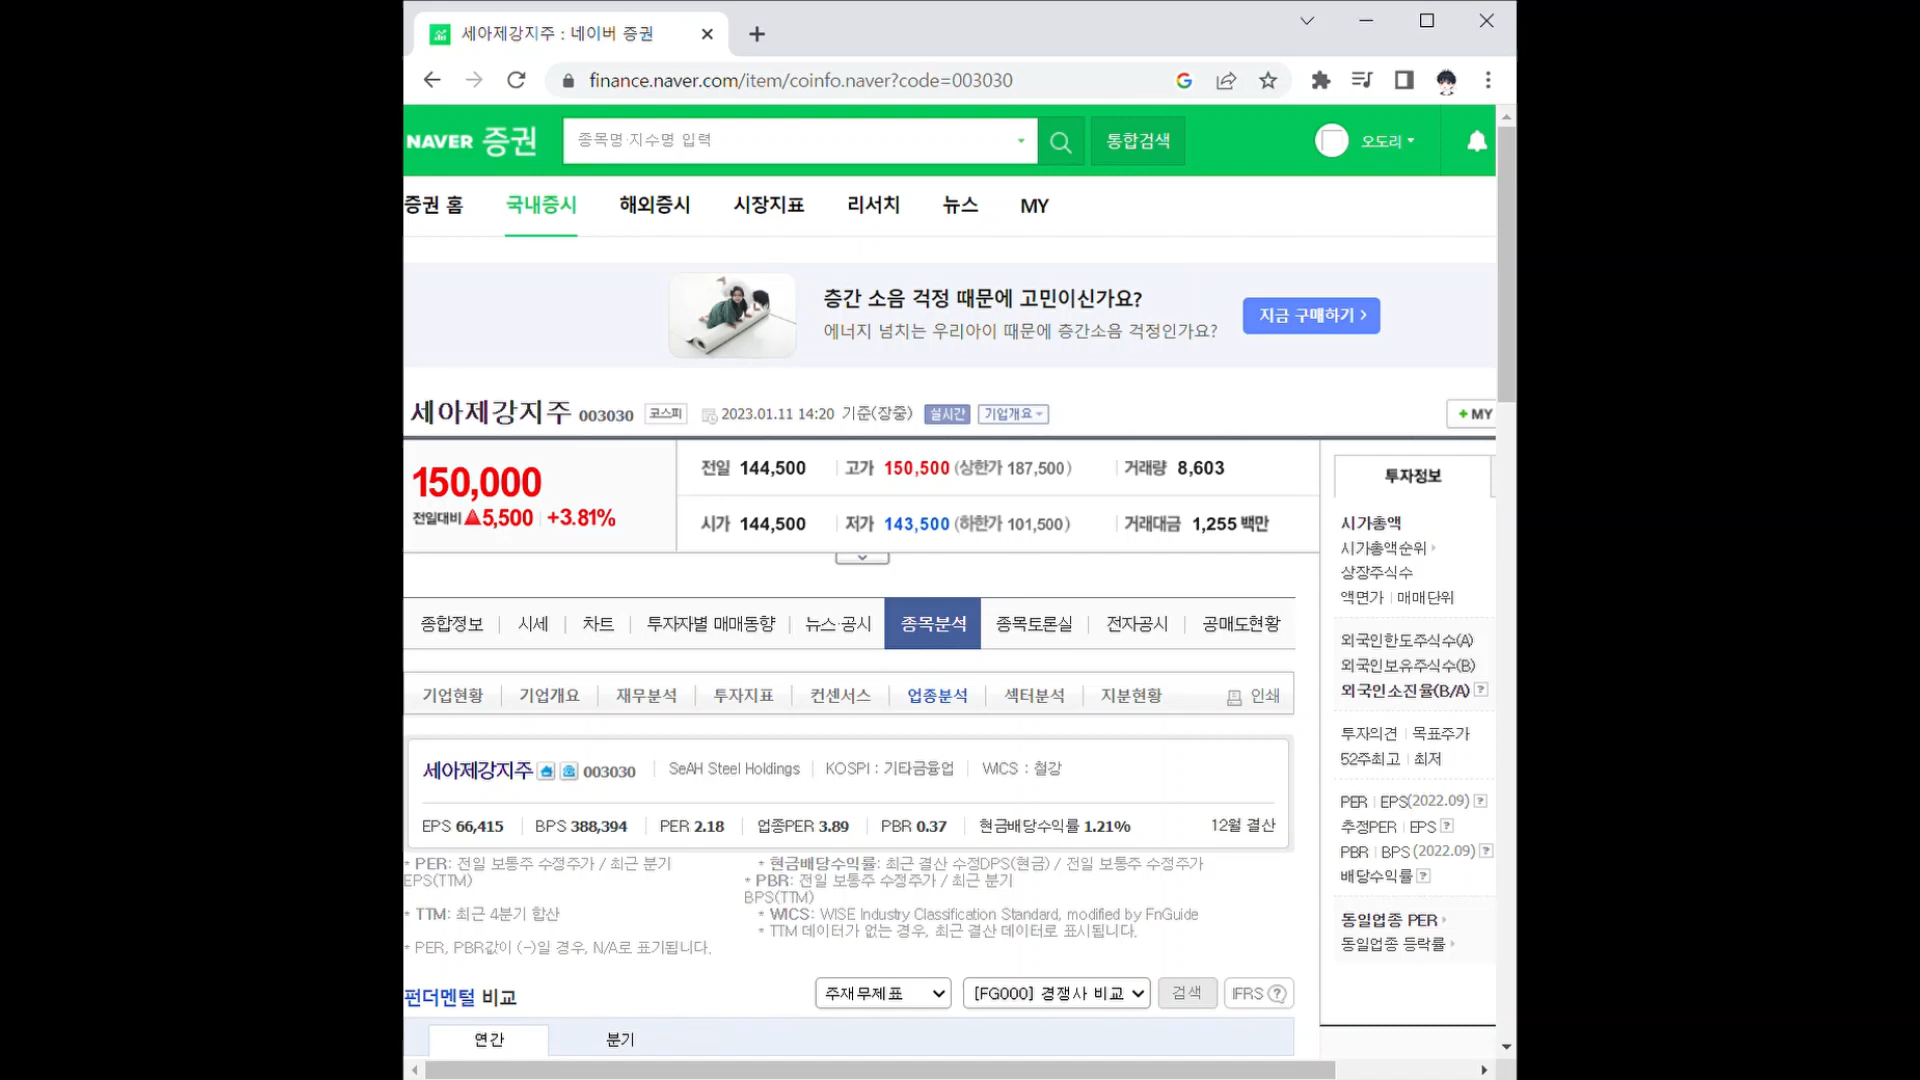 세아제강지주 : 네이버 증권
finance.naver.com/item/coinfo.naver?code=003030
NAVER 증권 종목명·지수명 입력 통합검색 오도리
증권 홈 국내증시 해외증시 시장지표 리서치 뉴스 MY
층간 소음 걱정 때문에 고민이신가요?
에너지 넘치는 우리아이 때문에 층간소음 걱정인가요?
지금 구매하기 >
세아제강지주 003030 코스피 2023.01.11 14:20 기준(장중) 실시간 기업개요 + MY
150,000
전일대비 ▲5,500 +3.81%
전일 144,500 고가 150,500 (상한가 187,500) 거래량 8,603
시가 144,500 저가 143,500 (하한가 101,500) 거래대금 1,255 백만
종합정보 시세 차트 투자자별 매매동향 뉴스·공시 종목분석 종목토론실 전자공시 공매도현황
기업현황 기업개요 재무분석 투자지표 컨센서스 업종분석 섹터분석 지분현황 인쇄
세아제강지주 003030 SeAH Steel Holdings KOSPI : 기타금융업 WICS : 철강
EPS 66,415 BPS 388,394 PER 2.18 업종PER 3.89 PBR 0.37 현금배당수익률 1.21% 12월 결산
* PER: 전일 보통주 수정주가 / 최근 분기
EPS(TTM)
* TTM: 최근 4분기 합산
* PER, PBR값이 (-)일 경우, N/A로 표기됩니다.
* 현금배당수익률: 최근 결산 수정DPS(현금) / 전일 보통주 수정주가
* PBR: 전일 보통주 수정주가 / 최근 분기
BPS(TTM)
* WICS: WISE Industry Classification Standard, modified by FnGuide
* TTM 데이터가 없는 경우, 최근 결산 데이터로 표시됩니다.
펀더멘털 비교 주재무제표 [FG000] 경쟁사 비교 검색 IFRS ?
연간 분기
투자정보
시가총액
시가총액순위
상장주식수
액면가 매매단위
외국인한도주식수(A)
외국인보유주식수(B)
외국인소진율(B/A) ?
투자의견 목표주가
52주최고 최저
PER EPS(2022.09) ?
추정PER EPS ?
PBR BPS (2022.09) ?
배당수익률 ?
동일업종 PER
동일업종 등락률